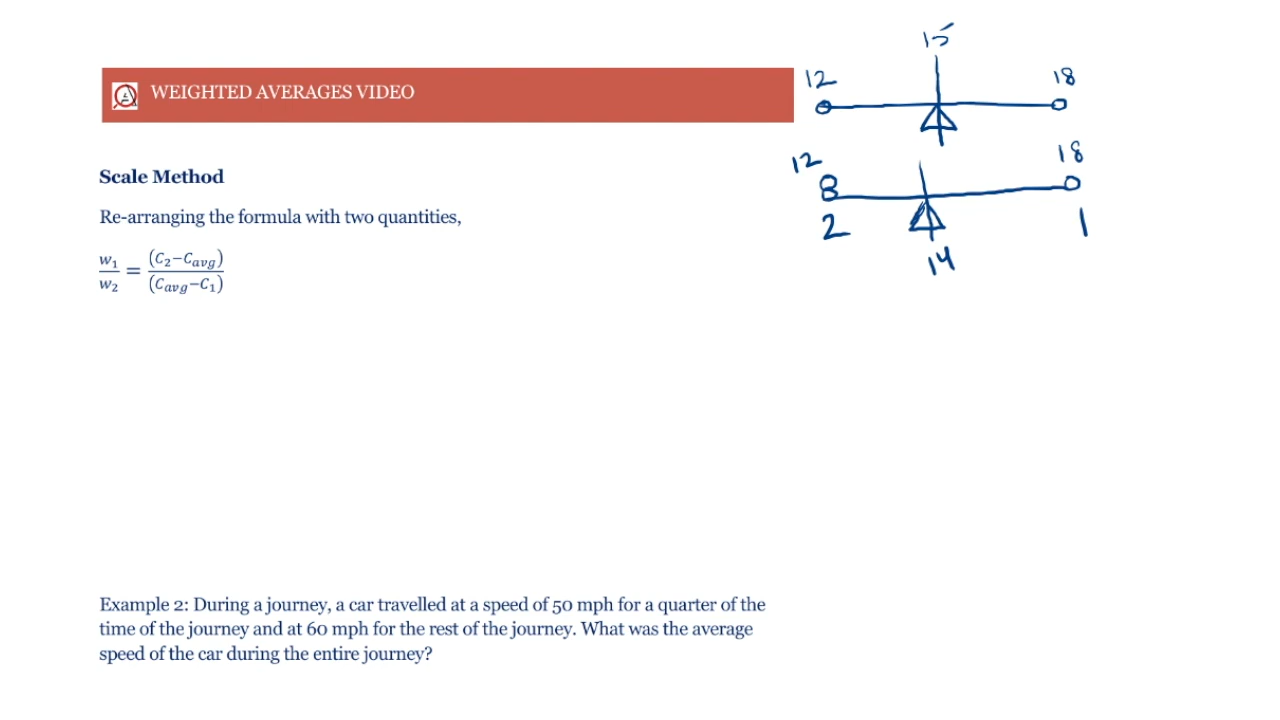 WEIGHTED AVERAGES VIDEO
Scale Method
Re-arranging the formula with two quantities,
w₁/w₂ = (C₂−Cₐᵥg)/(Cₐᵥg−C₁)
15
12 18
12 18
2 1
14
Example 2: During a journey, a car travelled at a speed of 50 mph for a quarter of the
time of the journey and at 60 mph for the rest of the journey. What was the average
speed of the car during the entire journey?